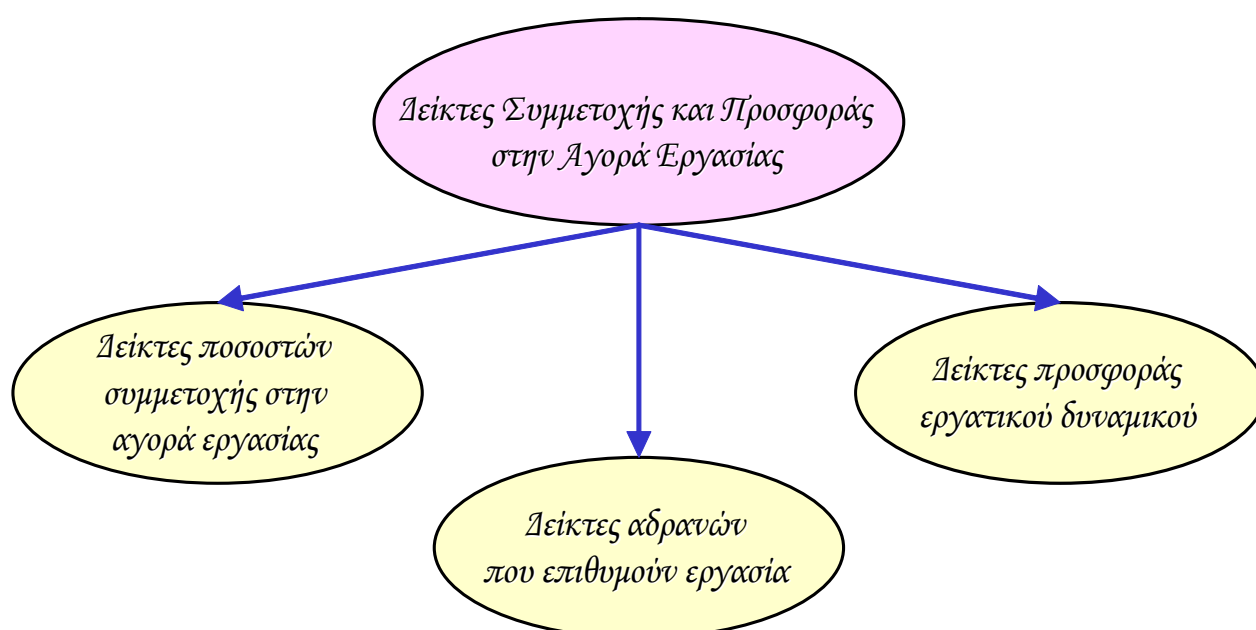 Δείκτες Συμμετοχής και Προσφοράς
στην Αγορά Εργασίας
Δείκτες ποσοστών
συμμετοχής στην
αγορά εργασίας
Δείκτες προσφοράς
εργατικού δυναμικού
Δείκτες αδρανών
που επιθυμούν εργασία